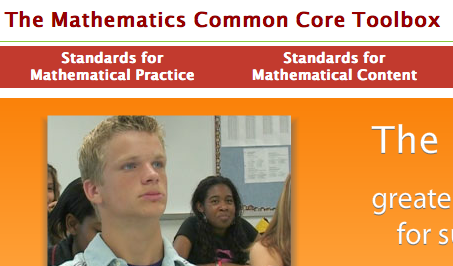 The Mathematics Common Core Toolbox
Standards for
Mathematical Practice
Standards for
Mathematical Content
The
greate
for su